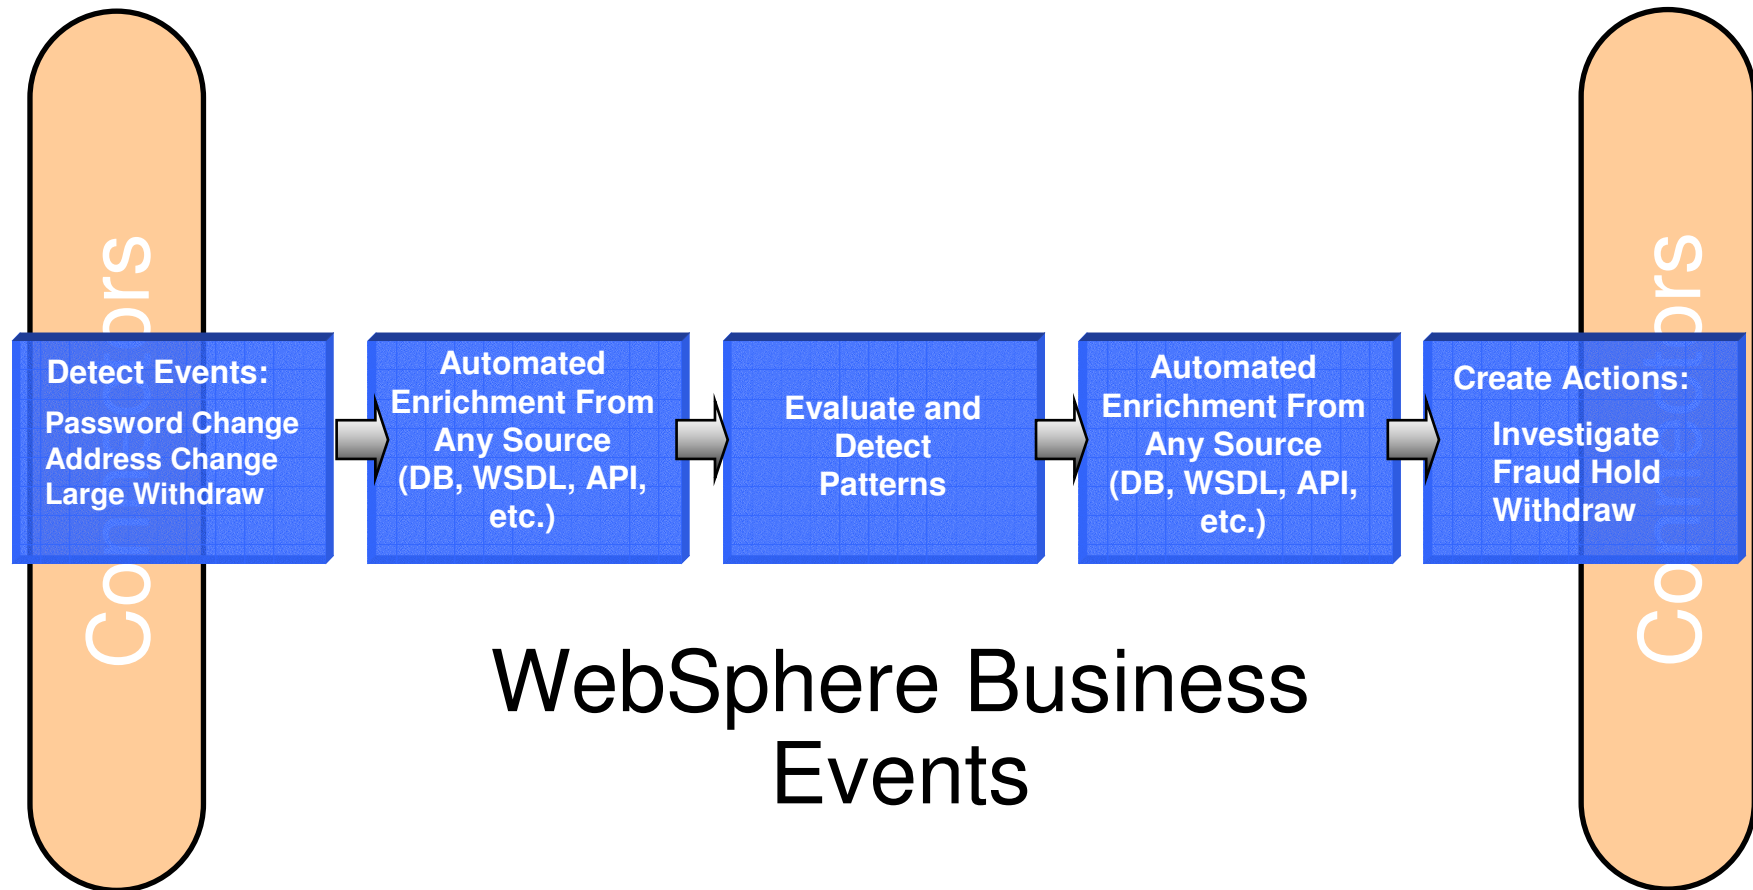 Connectors
Detect Events:
Password Change
Address Change
Large Withdraw
Automated
Enrichment From
Any Source
(DB, WSDL, API,
etc.)
Evaluate and
Detect
Patterns
Automated
Enrichment From
Any Source
(DB, WSDL, API,
etc.)
Create Actions:
Investigate
Fraud Hold
Withdraw
Connectors
WebSphere Business
Events